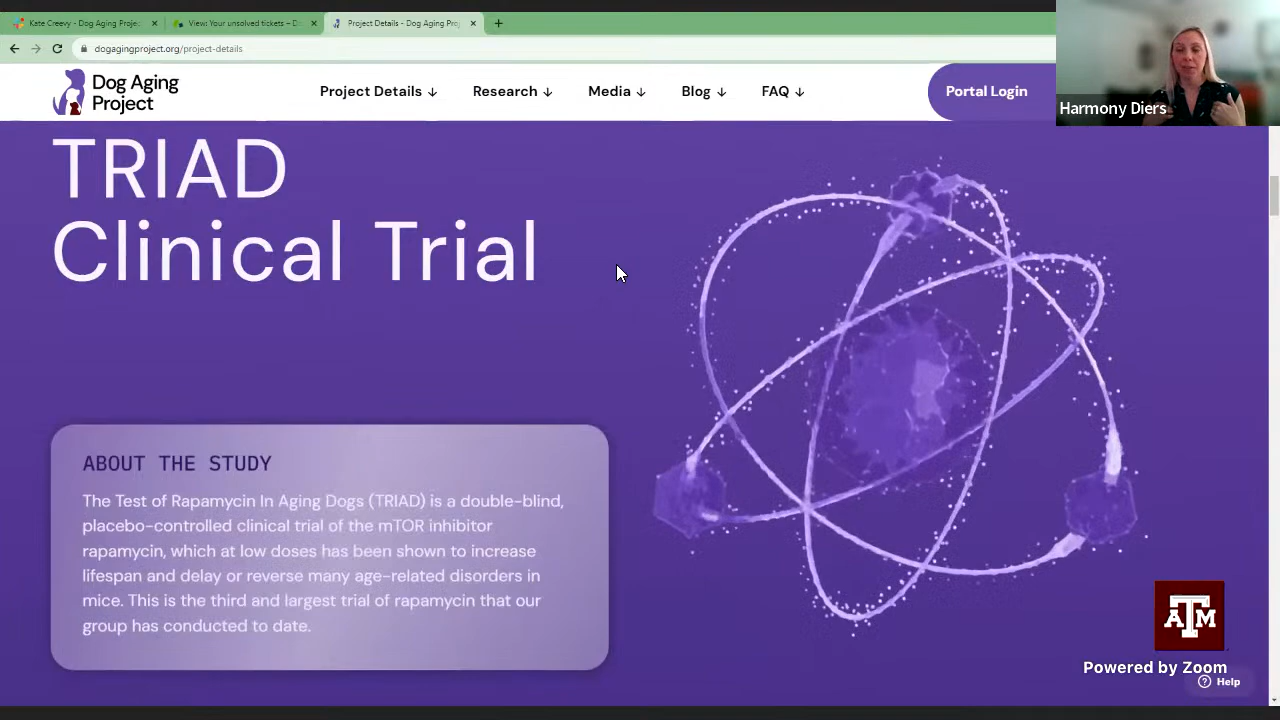 Kate Creevy - Dog Aging Projec
View: Your unsolved tickets – D
Project Details - Dog Aging Pro
dogagingproject.org/project-details
Dog Aging
Project
Project Details
Research
Media
Blog
FAQ
Portal Login
Harmony Diers
TRIAD
Clinical Trial
ABOUT THE STUDY
The Test of Rapamycin In Aging Dogs (TRIAD) is a double-blind,
placebo-controlled clinical trial of the mTOR inhibitor
rapamycin, which at low doses has been shown to increase
lifespan and delay or reverse many age-related disorders in
mice. This is the third and largest trial of rapamycin that our
group has conducted to date.
ATM
Powered by Zoom
Help